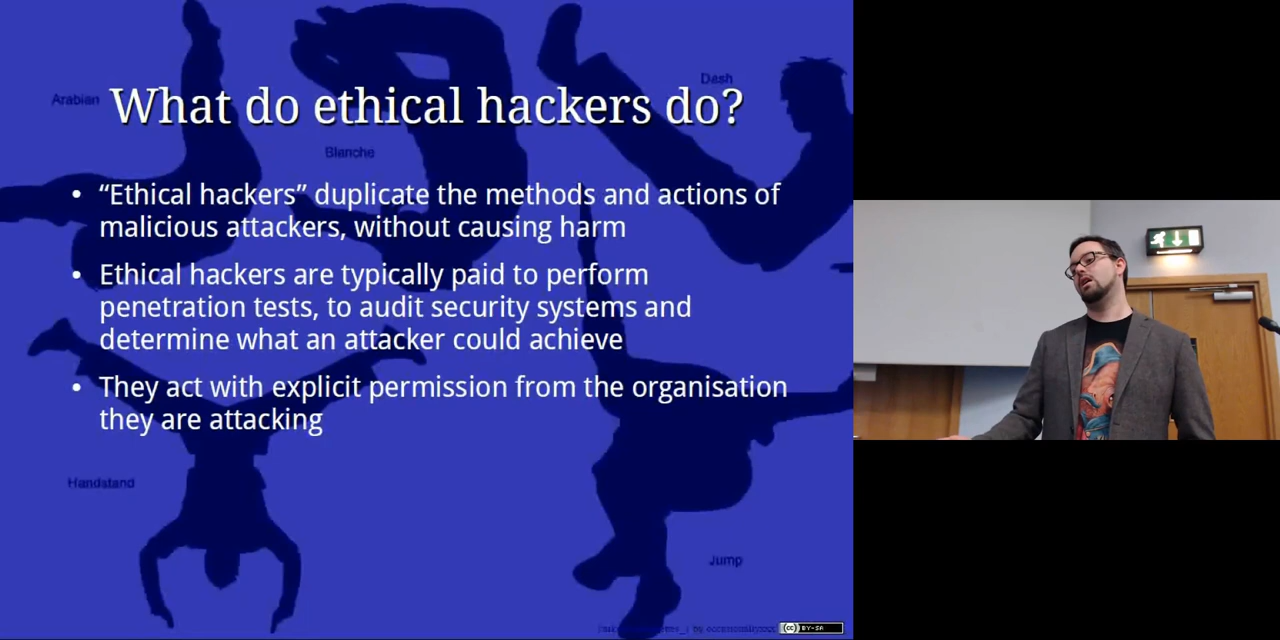 Dash
Arabian
What do ethical hackers do?
Blanche
• “Ethical hackers” duplicate the methods and actions of
malicious attackers, without causing harm
• Ethical hackers are typically paid to perform
penetration tests, to audit security systems and
determine what an attacker could achieve
• They act with explicit permission from the organisation
they are attacking
Handstand
Jump
by
cc BY-SA